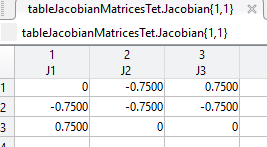 tableJacobianMatricesTet.Jacobian{1,1}
tableJacobianMatricesTet.Jacobian{1,1}
1 2 3
J1 J2 J3
1 0 -0.7500 0.7500
2 -0.7500 -0.7500 -0.7500
3 0.7500 0 0